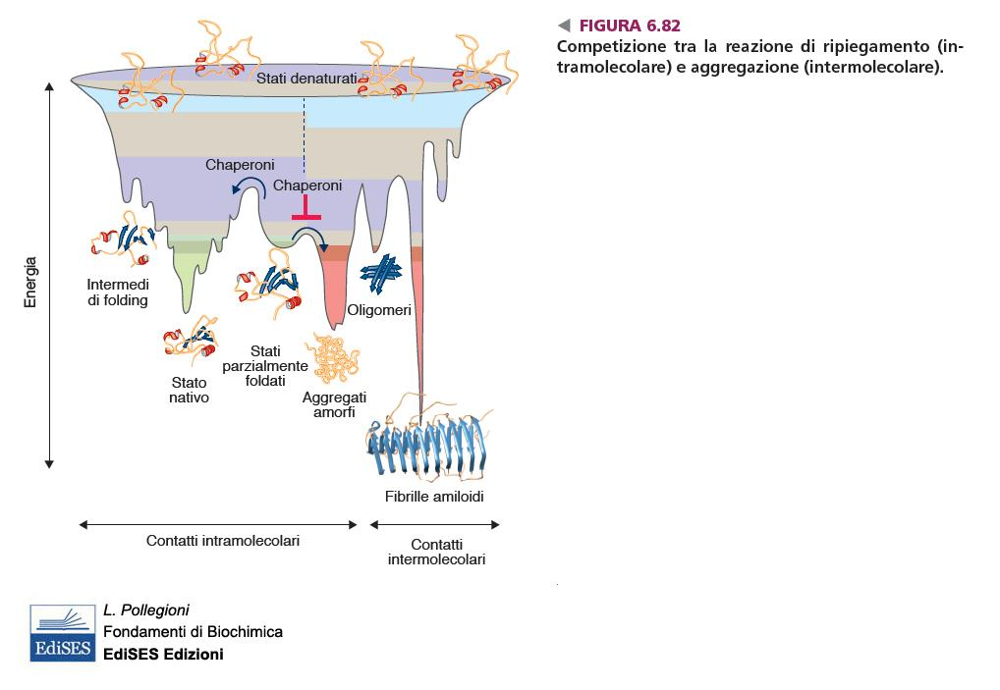 ◀ FIGURA 6.82
Competizione tra la reazione di ripiegamento (in-
tramolecolare) e aggregazione (intermolecolare).
Stati denaturati
Chaperoni
Chaperoni
Energia
Intermedi
di folding
Oligomeri
Stato
nativo
Stati
parzialmente
foldati
Aggregati
amorfi
Fibrille amiloidi
Contatti intramolecolari
Contatti
intermolecolari
EdiSES
L. Pollegioni
Fondamenti di Biochimica
EdiSES Edizioni